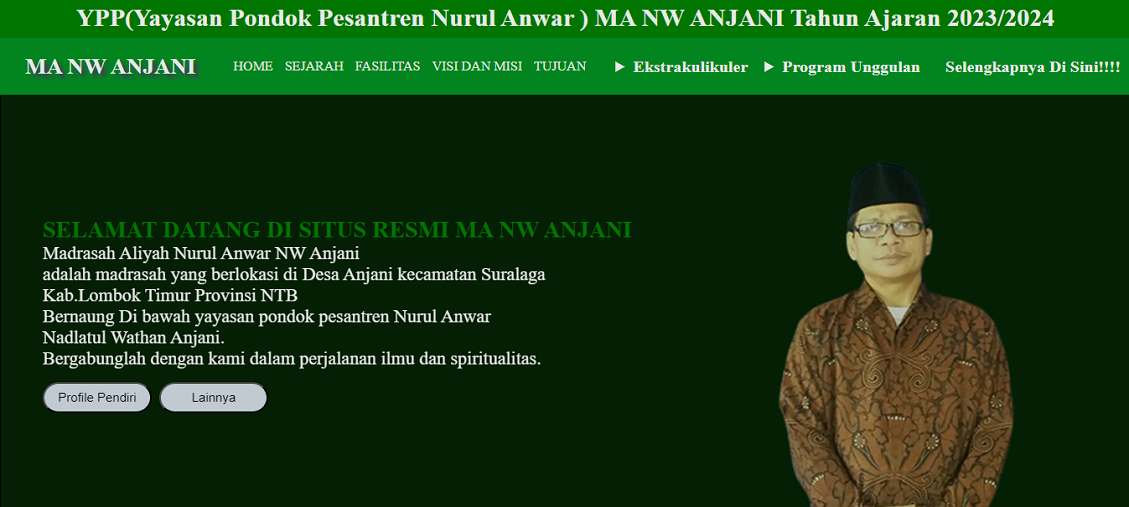 YPP(Yayasan Pondok Pesantren Nurul Anwar ) MA NW ANJANI Tahun Ajaran 2023/2024
MA NW ANJANI HOME SEJARAH FASILITAS VISI DAN MISI TUJUAN ▶ Ekstrakulikuler ▶ Program Unggulan Selengkapnya Di Sini!!!!
SELAMAT DATANG DI SITUS RESMI MA NW ANJANI
Madrasah Aliyah Nurul Anwar NW Anjani
adalah madrasah yang berlokasi di Desa Anjani kecamatan Suralaga
Kab.Lombok Timur Provinsi NTB
Bernaung Di bawah yayasan pondok pesantren Nurul Anwar
Nadlatul Wathan Anjani.
Bergabunglah dengan kami dalam perjalanan ilmu dan spiritualitas.
Profile Pendiri Lainnya